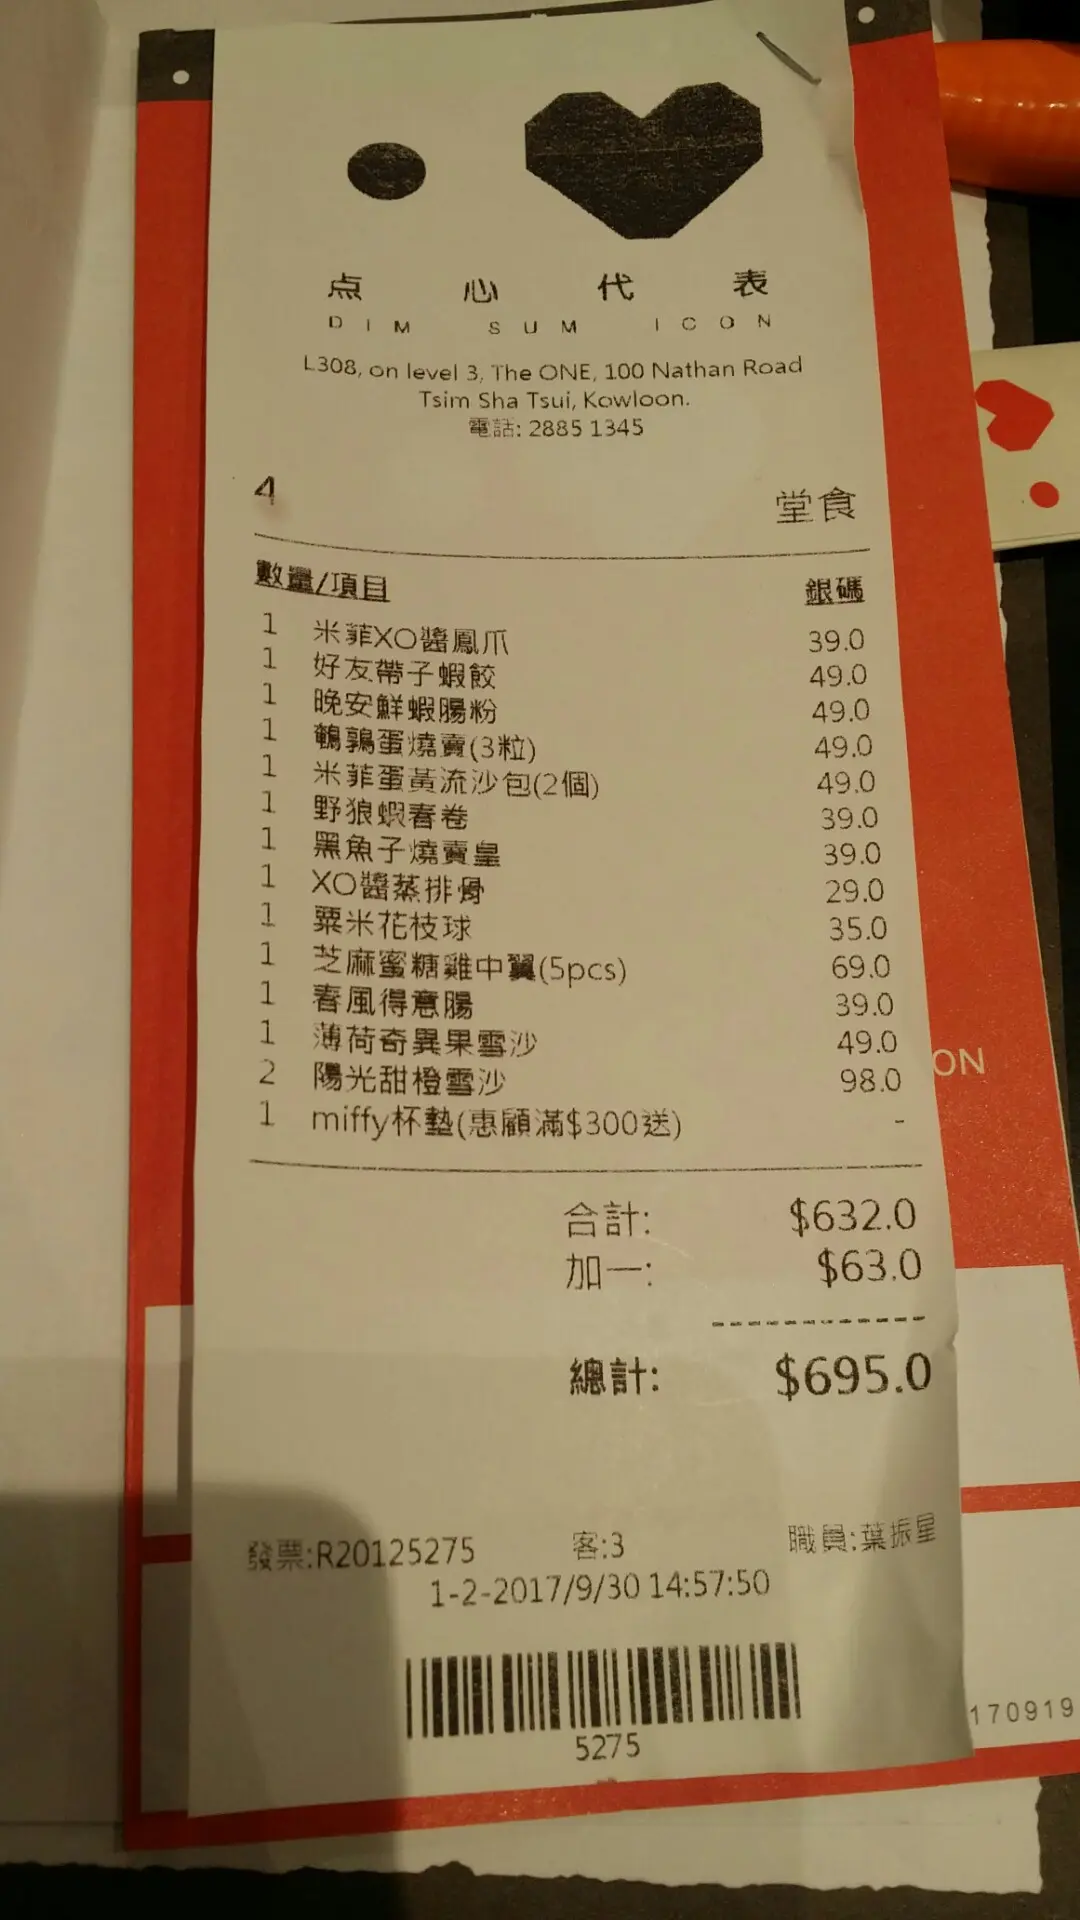 点心代表
DIM SUM ICON
L308, on level 3, The ONE, 100 Nathan Road
Tsim Sha Tsui, Kowloon.
電話: 2885 1345
4 堂食
數量/項目 銀碼
1 米菲XO醬鳳爪 39.0
1 好友帶子蝦餃 49.0
1 晚安鮮蝦腸粉 49.0
1 鵪鶉蛋燒賣(3粒) 49.0
1 米菲蛋黃流沙包(2個) 49.0
1 野狼蝦春卷 39.0
1 黑魚子燒賣皇 39.0
1 XO醬蒸排骨 29.0
1 粟米花枝球 35.0
1 芝麻蜜糖雞中翼(5pcs) 69.0
1 春風得意腸 39.0
1 薄荷奇異果雪沙 49.0
2 陽光甜橙雪沙 98.0
1 miffy杯墊(惠顧滿$300送) -
合計: $632.0
加一: $63.0
總計: $695.0
發票:R20125275 客:3 職員:葉振星
1-2-2017/9/30 14:57:50
5275
ON
170919